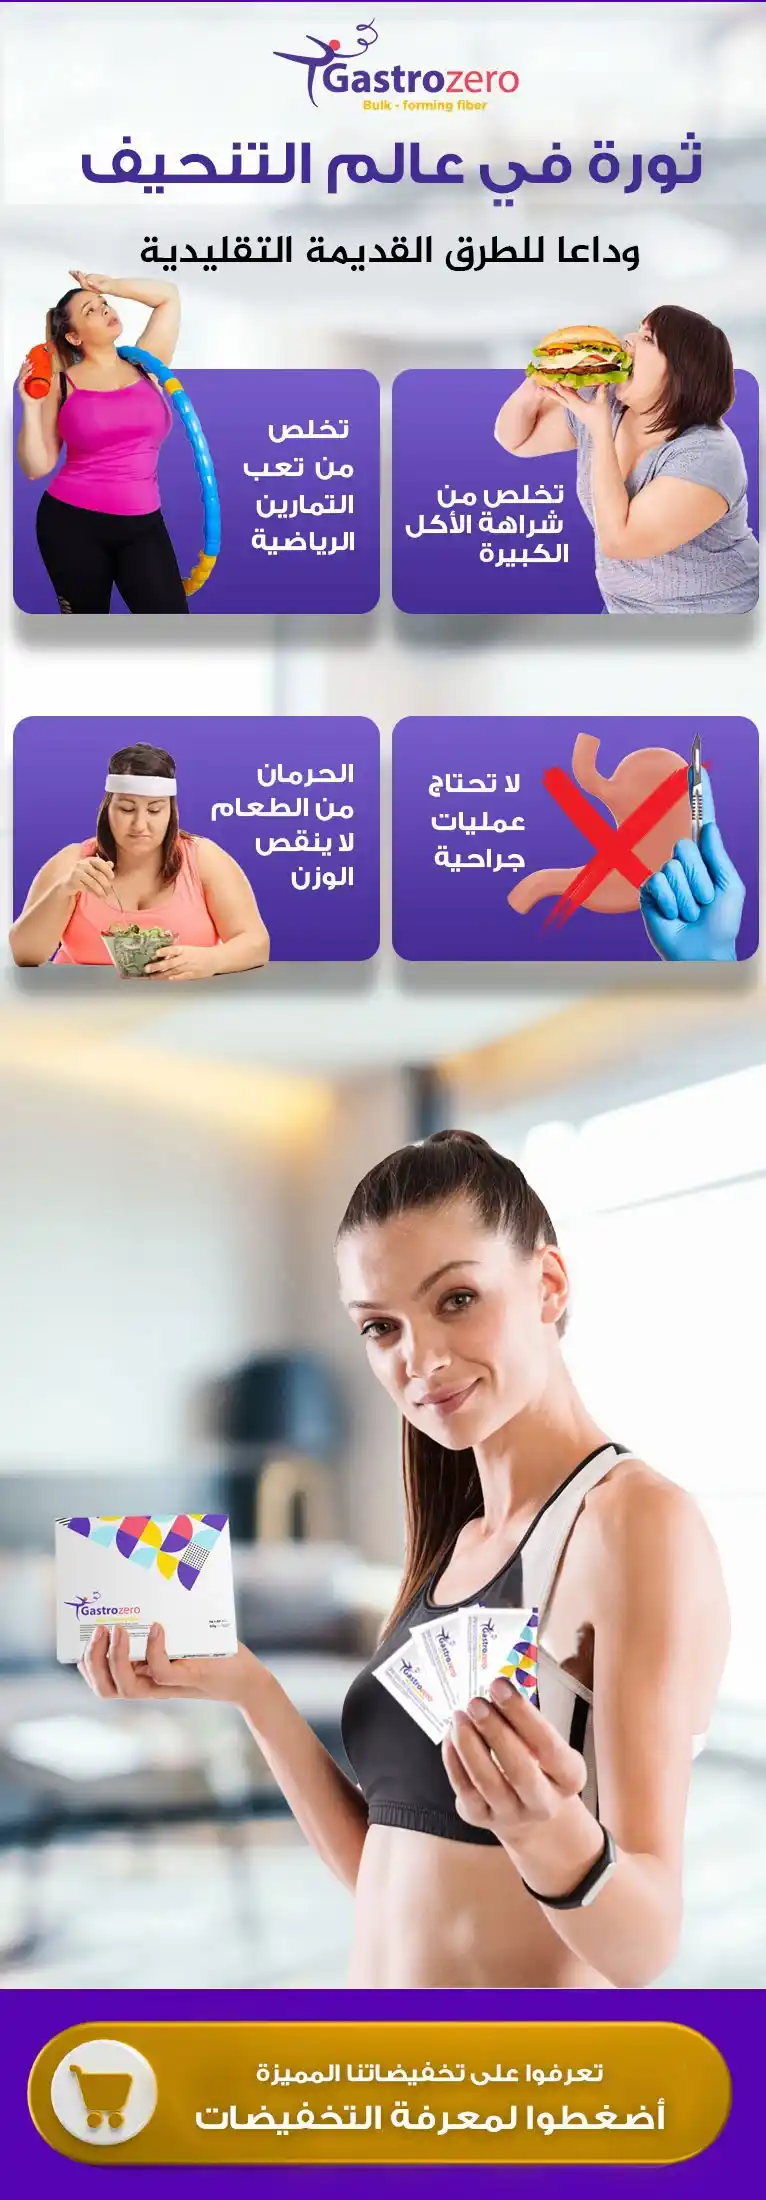 Gastrozero
Bulk - forming fiber
ثورة في عالم التنحيف
وداعا للطرق القديمة التقليدية
تخلص من
شراهة الأكل
الكبيرة
تخلص
من تعب
التمارين
الرياضية
لا تحتاج
عمليات
جراحية
الحرمان
من الطعام
لا ينقص
الوزن
Gastrozero
Gastrozero
Gastrozero
Gastrozero
تعرفوا على تخفيضاتنا المميزة
أضغطوا لمعرفة التخفيضات